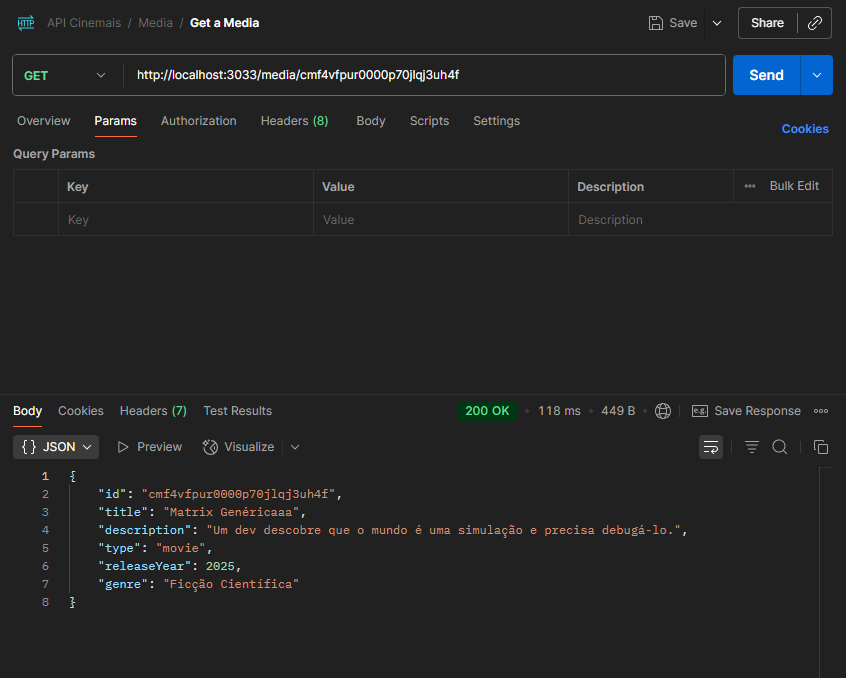 HTTP API Cinemais / Media / Get a Media Save Share
GET http://localhost:3033/media/cmf4vfpur0000p70jlqj3uh4f Send
Overview Params Authorization Headers (8) Body Scripts Settings Cookies
Query Params
Key Value Description Bulk Edit
Key Value Description
Body Cookies Headers (7) Test Results 200 OK • 118 ms • 449 B • e.g. Save Response
{} JSON Preview Visualize
1 {
2 "id": "cmf4vfpur0000p70jlqj3uh4f",
3 "title": "Matrix Genéricaaa",
4 "description": "Um dev descobre que o mundo é uma simulação e precisa debugá-lo.",
5 "type": "movie",
6 "releaseYear": 2025,
7 "genre": "Ficção Científica"
8 }